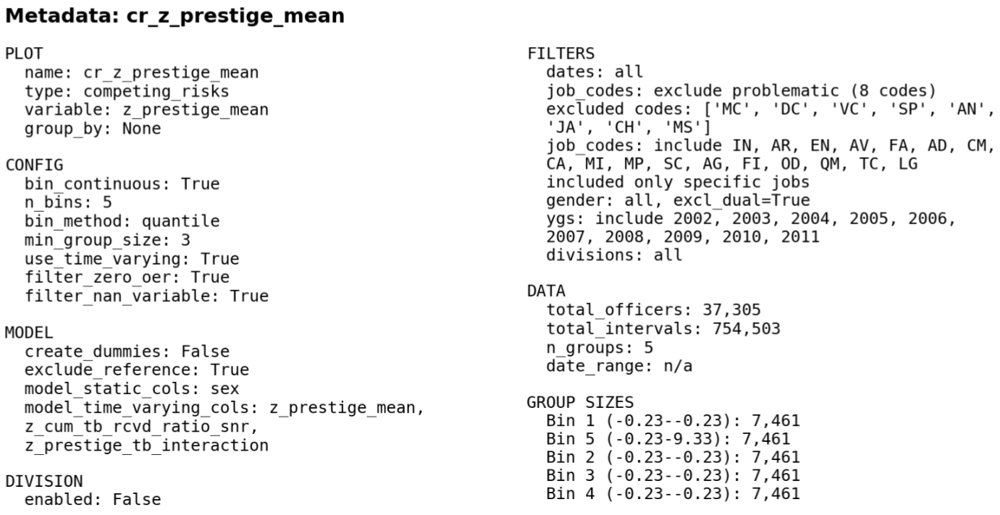 Metadata: cr_z_prestige_mean
PLOT
name: cr_z_prestige_mean
type: competing_risks
variable: z_prestige_mean
group_by: None
CONFIG
bin_continuous: True
n_bins: 5
bin_method: quantile
min_group_size: 3
use_time_varying: True
filter_zero_oer: True
filter_nan_variable: True
MODEL
create_dummies: False
exclude_reference: True
model_static_cols: sex
model_time_varying_cols: z_prestige_mean,
z_cum_tb_rcvd_ratio_snr,
z_prestige_tb_interaction
DIVISION
enabled: False
FILTERS
dates: all
job_codes: exclude problematic (8 codes)
excluded codes: ['MC', 'DC', 'VC', 'SP', 'AN',
'JA', 'CH', 'MS']
job_codes: include IN, AR, EN, AV, FA, AD, CM,
CA, MI, MP, SC, AG, FI, OD, QM, TC, LG
included only specific jobs
gender: all, excl_dual=True
ygs: include 2002, 2003, 2004, 2005, 2006,
2007, 2008, 2009, 2010, 2011
divisions: all
DATA
total_officers: 37,305
total_intervals: 754,503
n_groups: 5
date_range: n/a
GROUP SIZES
Bin 1 (-0.23--0.23): 7,461
Bin 5 (-0.23-9.33): 7,461
Bin 2 (-0.23--0.23): 7,461
Bin 3 (-0.23--0.23): 7,461
Bin 4 (-0.23--0.23): 7,461